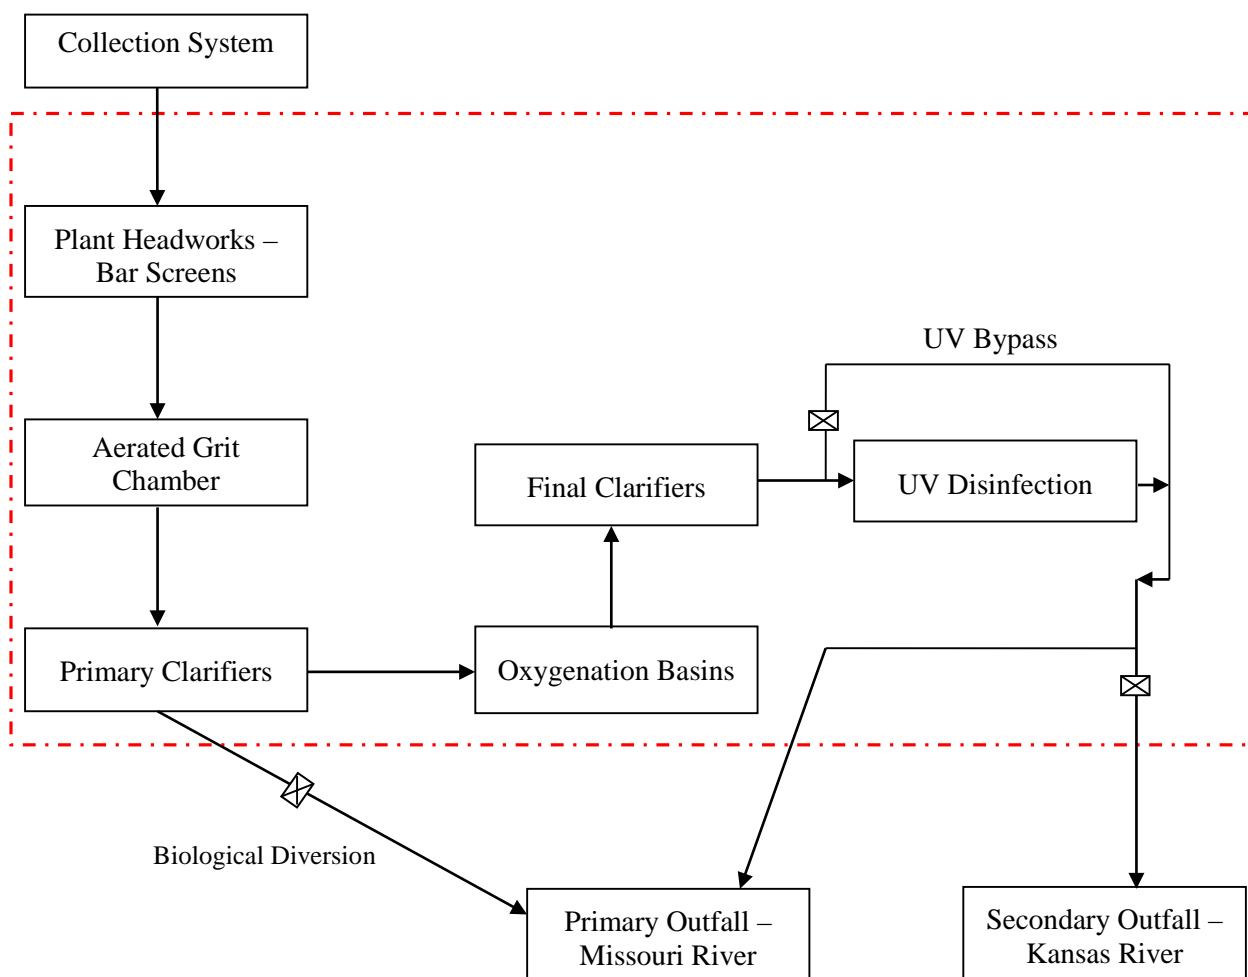 Collection System
Plant Headworks –
Bar Screens
UV Bypass
Aerated Grit
Chamber
Final Clarifiers
UV Disinfection
Primary Clarifiers
Oxygenation Basins
Biological Diversion
Primary Outfall –
Missouri River
Secondary Outfall –
Kansas River